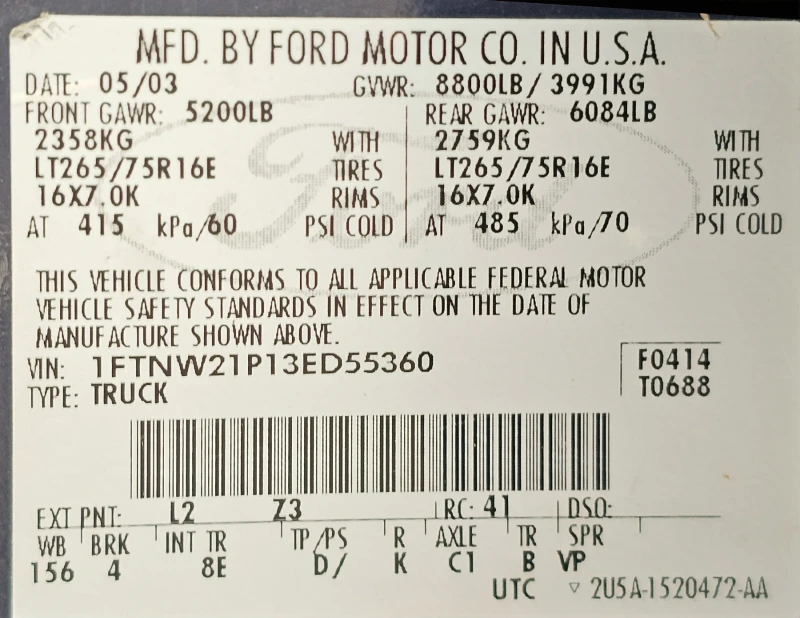 MFD. BY FORD MOTOR CO. IN U.S.A.
DATE: 05/03 GVWR: 8800LB/ 3991KG
FRONT GAWR: 5200LB REAR GAWR: 6084LB
2358KG WITH 2759KG WITH
LT265/75R16E TIRES LT265/75R16E TIRES
16X7.0K RIMS 16X7.0K RIMS
AT 415 kPa/60 PSI COLD AT 485 kPa/70 PSI COLD
THIS VEHICLE CONFORMS TO ALL APPLICABLE FEDERAL MOTOR
VEHICLE SAFETY STANDARDS IN EFFECT ON THE DATE OF
MANUFACTURE SHOWN ABOVE.
VIN: 1FTNW21P13ED55360 F0414
TYPE: TRUCK T0688
EXT PNT: L2 Z3 RC: 41 DSO:
WB BRK INT TR TP/PS R AXLE TR SPR
156 4 8E D/ K C1 B VP
UTC ▽ 2U5A-1520472-AA
Ford